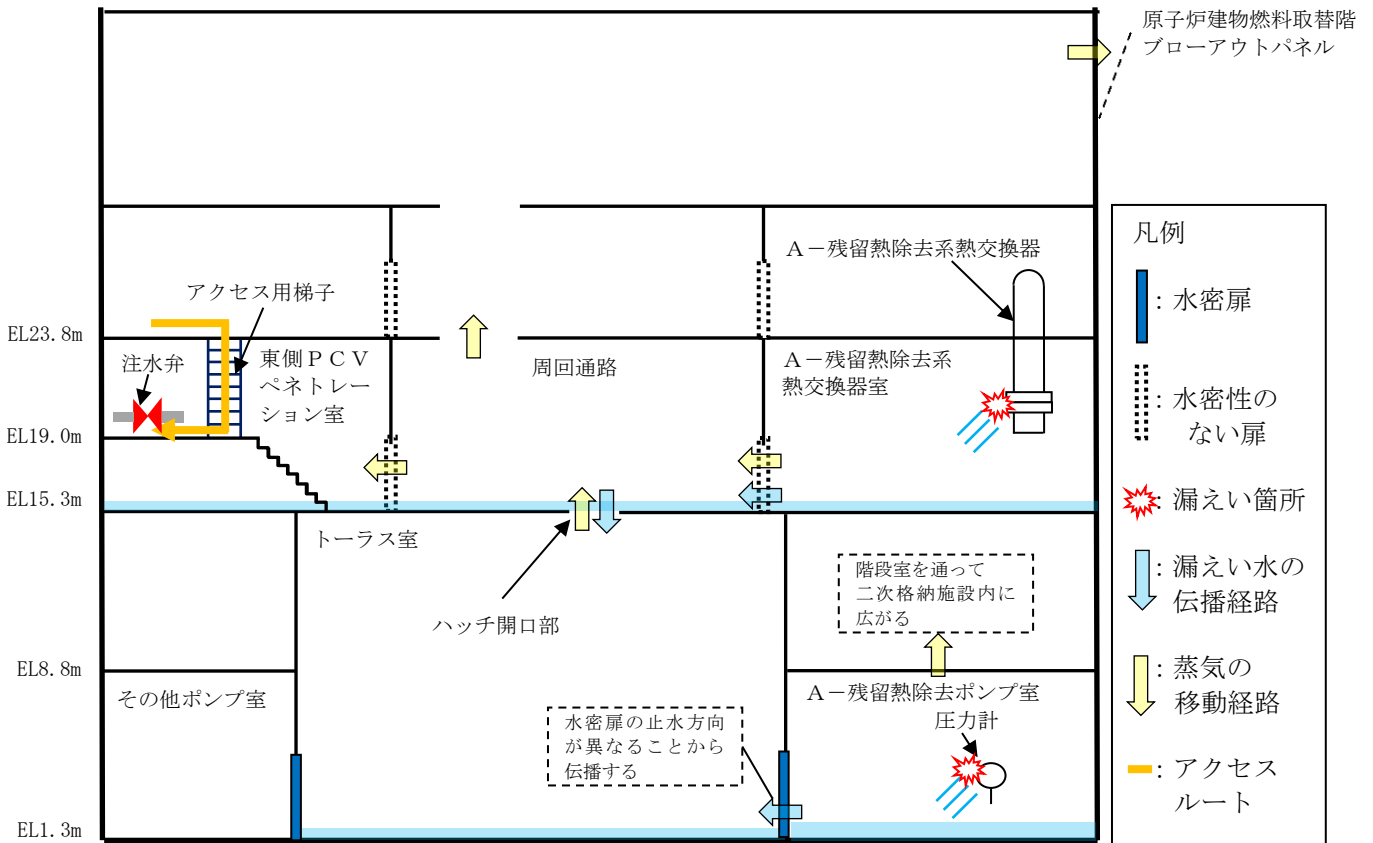 原子炉建物燃料取替階
ブローアウトパネル
A－残留熱除去系熱交換器
アクセス用梯子
EL23.8m
注水弁
東側PCV
ペネトレー
ション室
周回通路
A－残留熱除去系
熱交換器室
EL19.0m
EL15.3m
トーラス室
ハッチ開口部
階段室を通って
二次格納施設内に
広がる
EL8.8m
その他ポンプ室
A－残留熱除去ポンプ室
圧力計
水密扉の止水方向
が異なることから
伝播する
EL1.3m
凡例
：水密扉
：水密性の
ない扉
：漏えい箇所
：漏えい水の
伝播経路
：蒸気の
移動経路
：アクセス
ルート